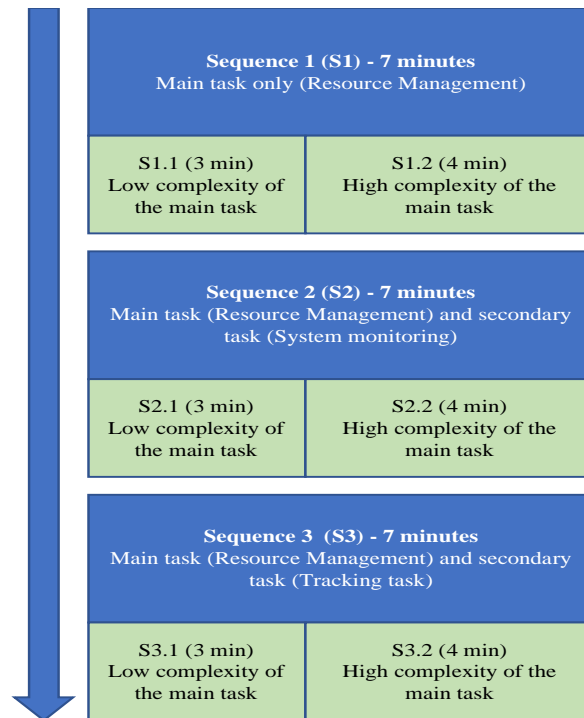 Sequence 1 (S1) - 7 minutes
Main task only (Resource Management)
S1.1 (3 min)
Low complexity of
the main task
S1.2 (4 min)
High complexity of the
main task
Sequence 2 (S2) - 7 minutes
Main task (Resource Management) and secondary
task (System monitoring)
S2.1 (3 min)
Low complexity of
the main task
S2.2 (4 min)
High complexity of the
main task
Sequence 3  (S3) - 7 minutes
Main task (Resource Management) and secondary
task (Tracking task)
S3.1 (3 min)
Low complexity of
the main task
S3.2 (4 min)
High complexity of the
main task